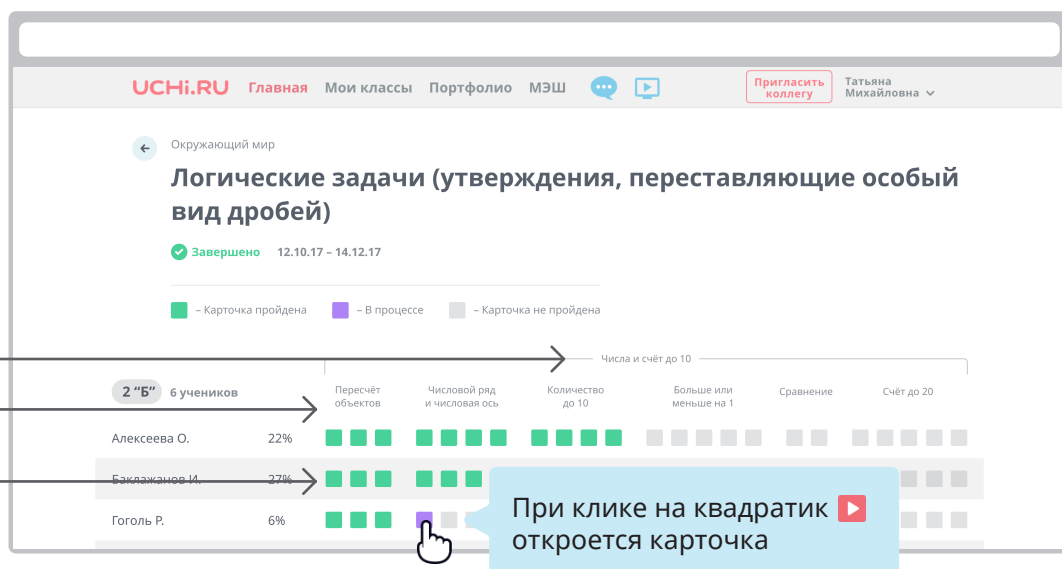 UCHi.RU Главная Мои классы Портфолио МЭШ Пригласить коллегу Татьяна Михайловна
Окружающий мир
Логические задачи (утверждения, переставляющие особый
вид дробей)
Завершено 12.10.17 – 14.12.17
– Карточка пройдена – В процессе – Карточка не пройдена
Числа и счёт до 10
2 “Б” 6 учеников
Пересчёт объектов
Числовой ряд и числовая ось
Количество до 10
Больше или меньше на 1
Сравнение
Счёт до 20
Алексеева О. 22%
Баклажанов И. 27%
Гоголь Р. 6%
При клике на квадратик
откроется карточка